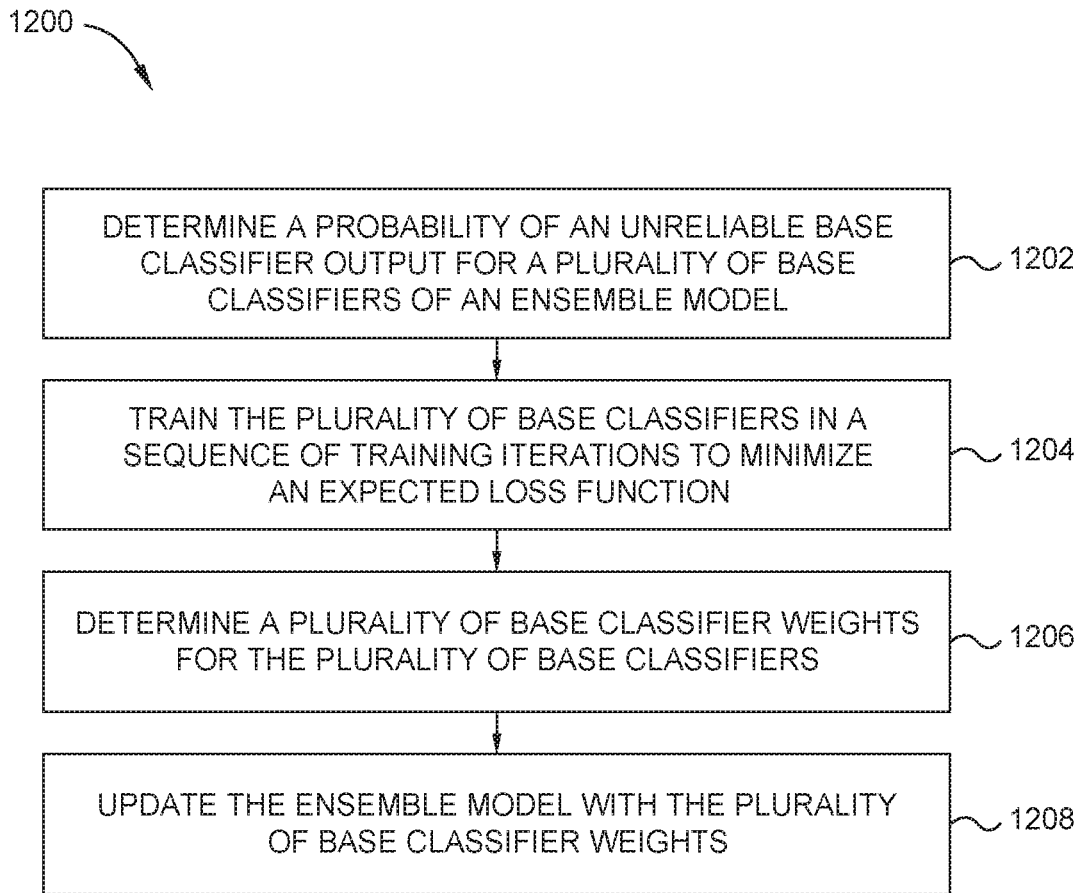 1200
DETERMINE A PROBABILITY OF AN UNRELIABLE BASE
CLASSIFIER OUTPUT FOR A PLURALITY OF BASE
CLASSIFIERS OF AN ENSEMBLE MODEL
1202
TRAIN THE PLURALITY OF BASE CLASSIFIERS IN A
SEQUENCE OF TRAINING ITERATIONS TO MINIMIZE
AN EXPECTED LOSS FUNCTION
1204
DETERMINE A PLURALITY OF BASE CLASSIFIER WEIGHTS
FOR THE PLURALITY OF BASE CLASSIFIERS
1206
UPDATE THE ENSEMBLE MODEL WITH THE PLURALITY
OF BASE CLASSIFIER WEIGHTS
1208